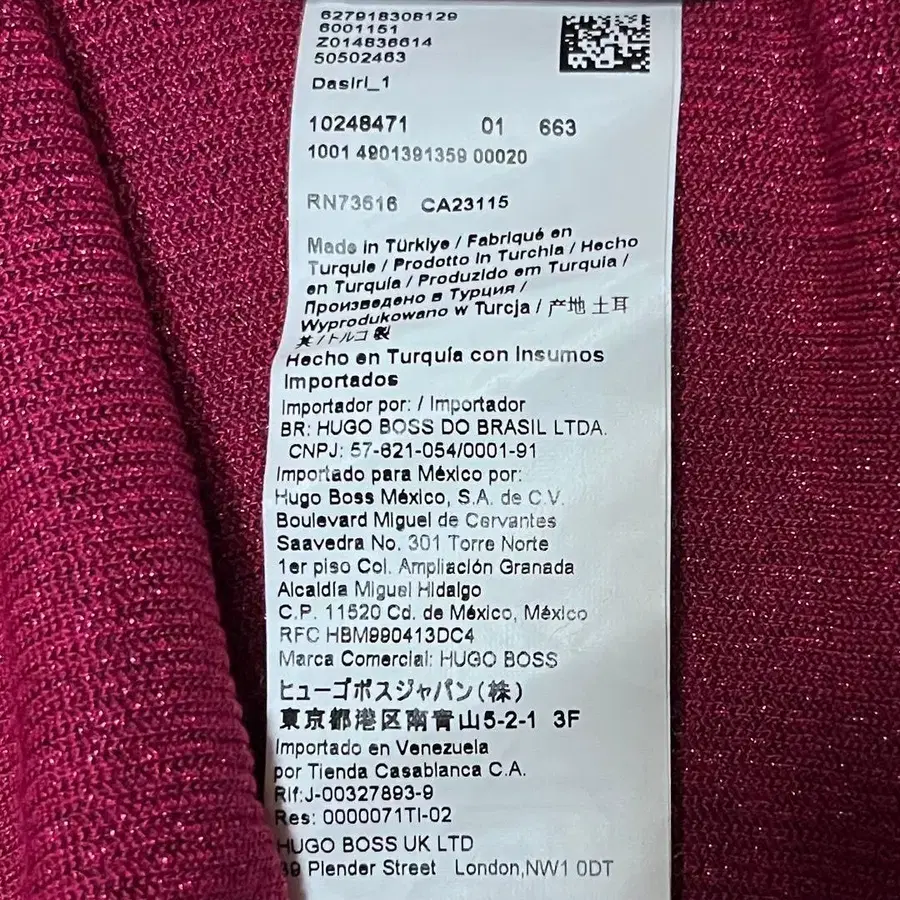 627918308129
6001151
Z014836614
50502463
Dasiri_1
10248471 01 663
1001 4901391359 00020
RN73616 CA23115
Made in Türkiye / Fabriqué en
Turquie / Prodotto in Turchia / Hecho
en Turquía / Produzido em Turquia /
Произведено в Турция /
Wyprodukowano w Turcja / 产地 土耳
其 / トルコ 製
Hecho en Turquía con Insumos
Importados
Importador por: / Importador
BR: HUGO BOSS DO BRASIL LTDA.
CNPJ: 57-621-054/0001-91
Importado para México por:
Hugo Boss México, S.A. de C.V.
Boulevard Miguel de Cervantes
Saavedra No. 301 Torre Norte
1er piso Col. Ampliación Granada
Alcaldía Miguel Hidalgo
C.P. 11520 Cd. de México, México
RFC HBM990413DC4
Marca Comercial: HUGO BOSS
ヒューゴボスジャパン(株)
東京都港区南青山5-2-1 3F
Importado en Venezuela
por Tienda Casablanca C.A.
Rif:J-00327893-9
Res: 0000071TI-02
HUGO BOSS UK LTD
39 Plender Street London,NW1 0DT